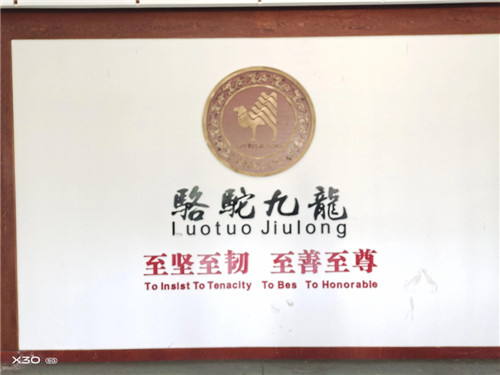 駱駝九龍
Luotuo Jiulong
至坚至韧 至善至尊
To Insist To Tenacity To Bes To Honorable
X30 5G